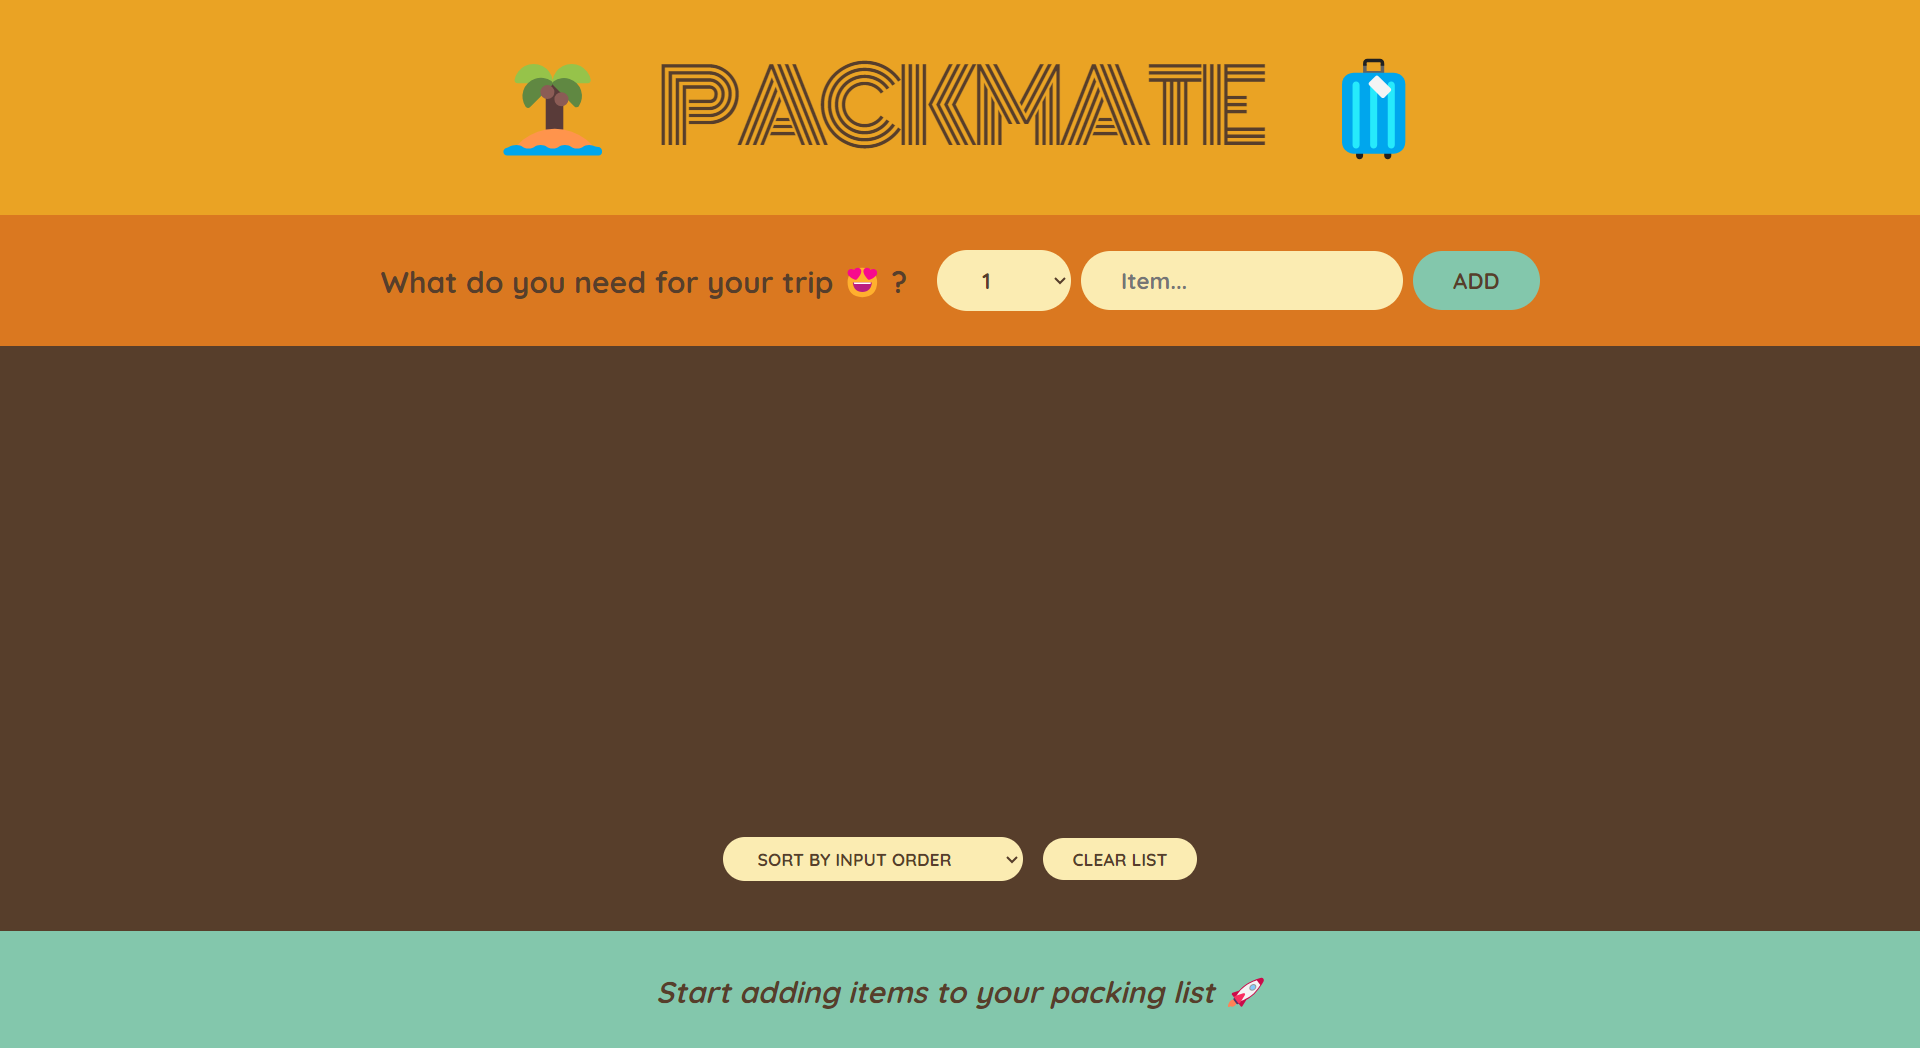 🏝️ PACKMATE 🧳
What do you need for your trip 😍 ? 1 Item... ADD
SORT BY INPUT ORDER CLEAR LIST
Start adding items to your packing list 🚀